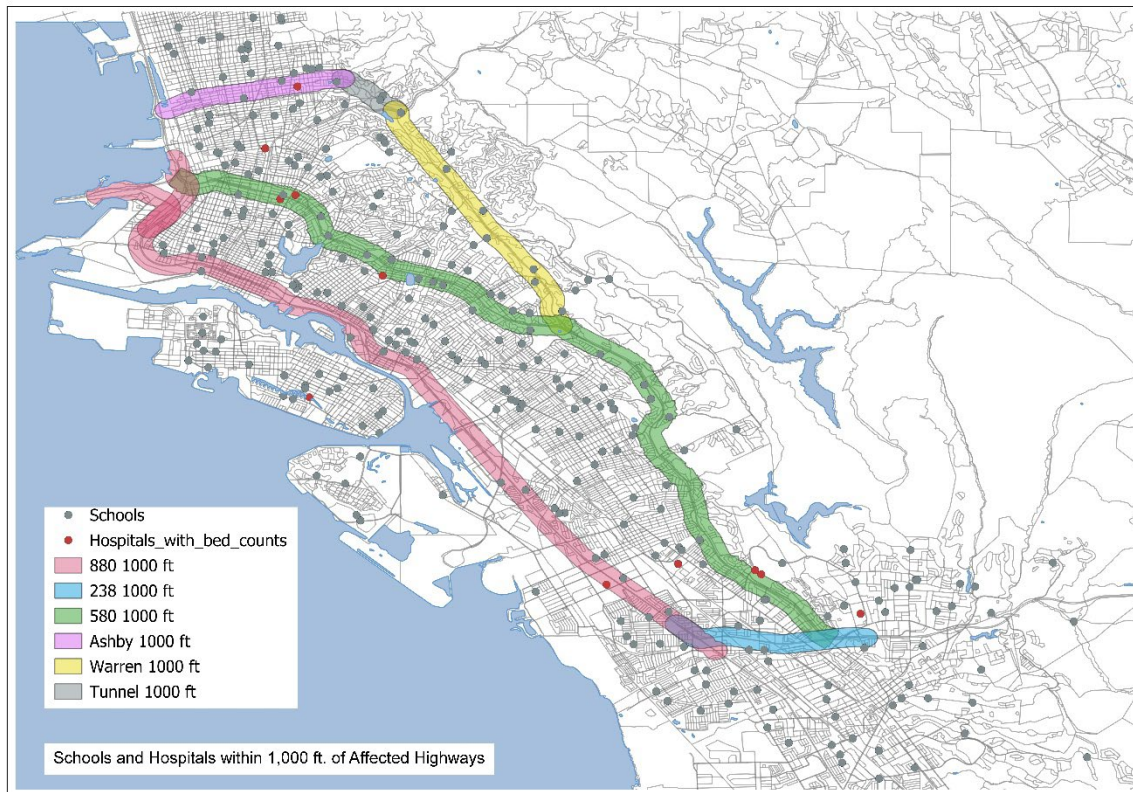 Schools
Hospitals_with_bed_counts
880 1000 ft
238 1000 ft
580 1000 ft
Ashby 1000 ft
Warren 1000 ft
Tunnel 1000 ft
Schools and Hospitals within 1,000 ft. of Affected Highways